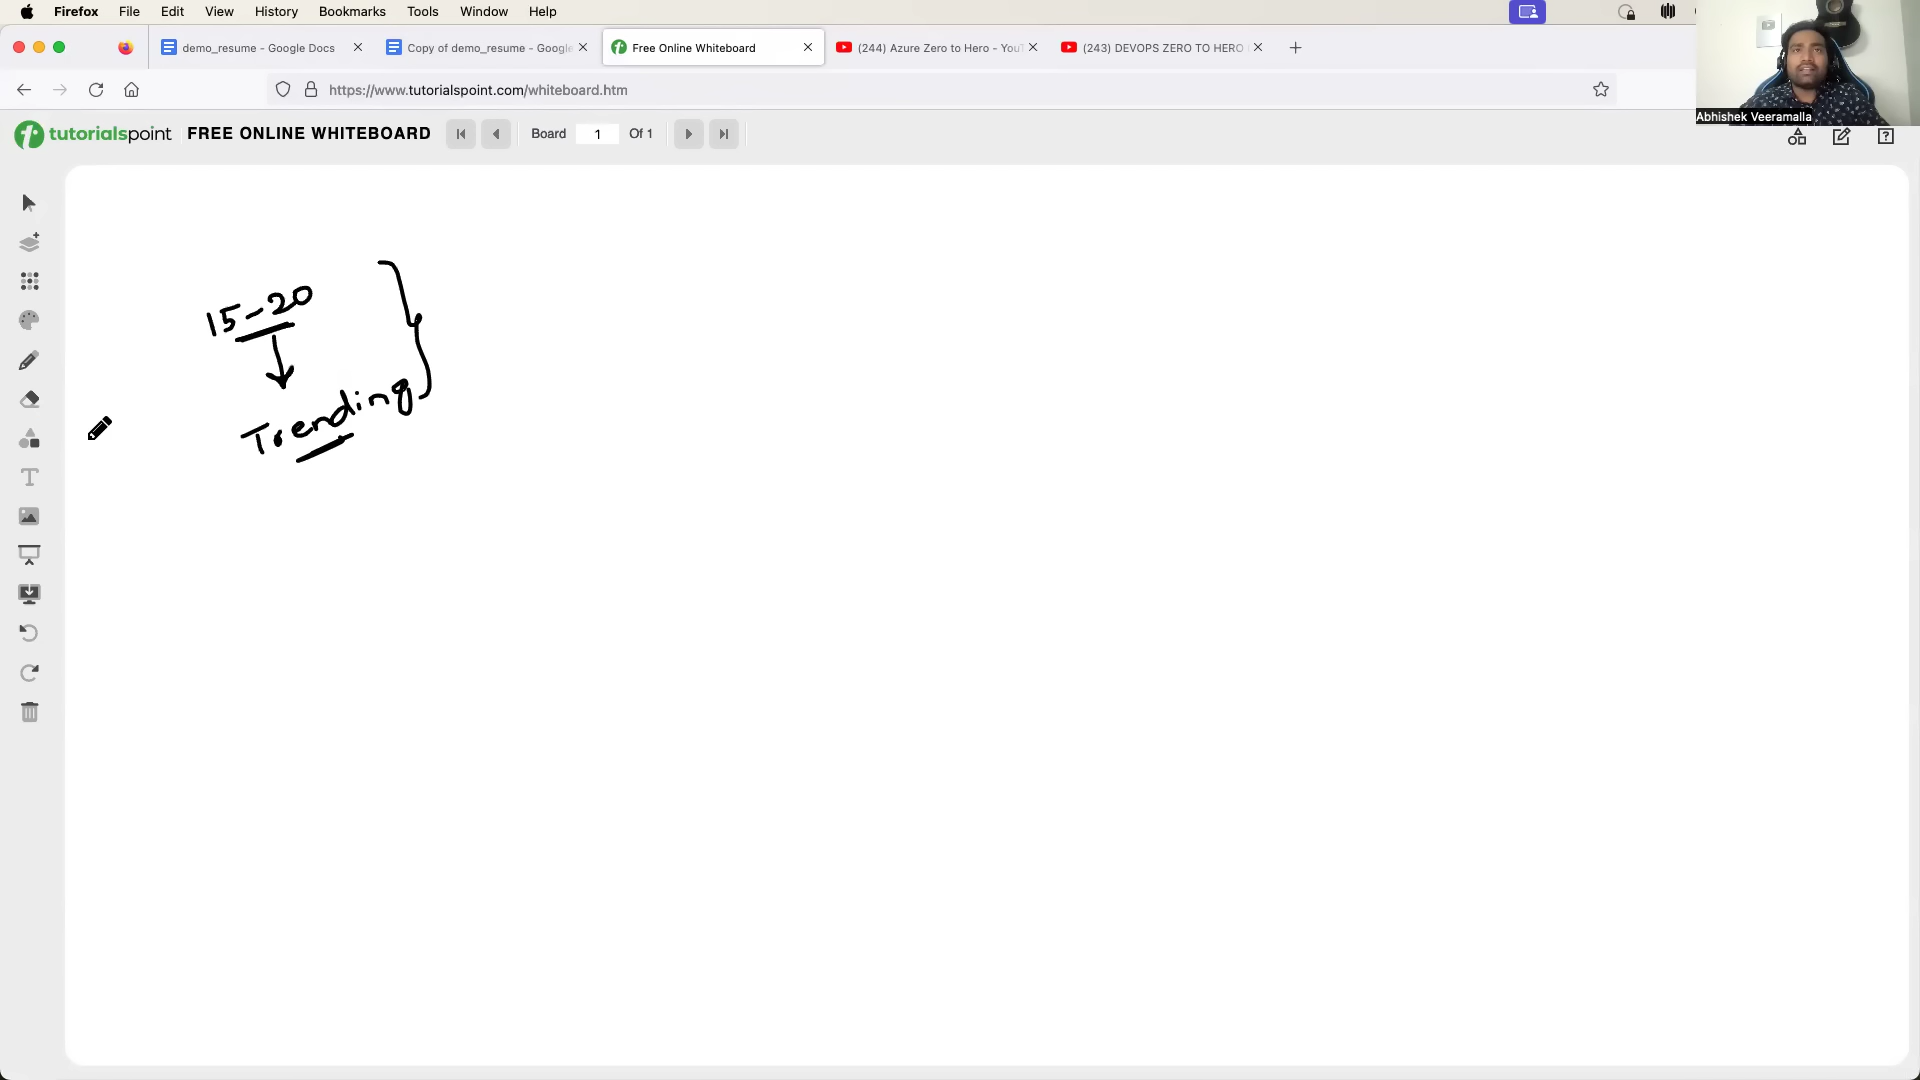 Firefox File Edit View History Bookmarks Tools Window Help
demo_resume - Google Docs
Copy of demo_resume - Google
Free Online Whiteboard
(244) Azure Zero to Hero - YouT
(243) DEVOPS ZERO TO HERO
https://www.tutorialspoint.com/whiteboard.htm
Abhishek Veeramalla
tutorialspoint FREE ONLINE WHITEBOARD Board 1 Of 1
15-20
Trending